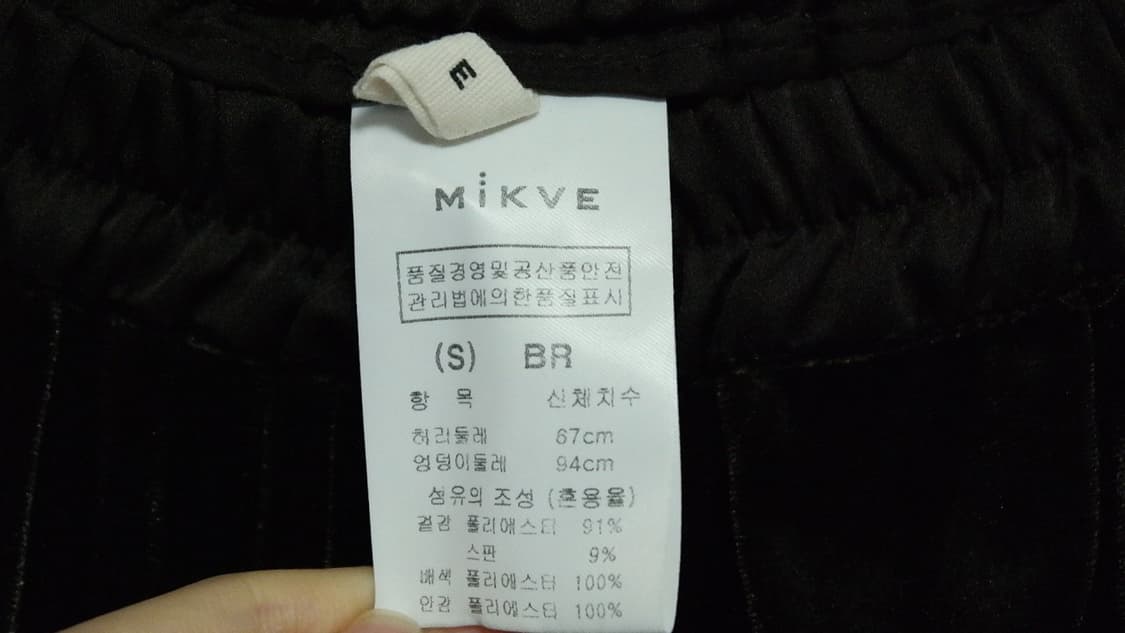 E
MiKVE
품질경영및공산품안전
관리법에의한품질표시
(S) BR
항 목 신체치수
허리둘레 67cm
엉덩이둘레 94cm
섬유의 조성 (혼용율)
겉감 폴리에스터 91%
스판 9%
배색 폴리에스터 100%
안감 폴리에스터 100%